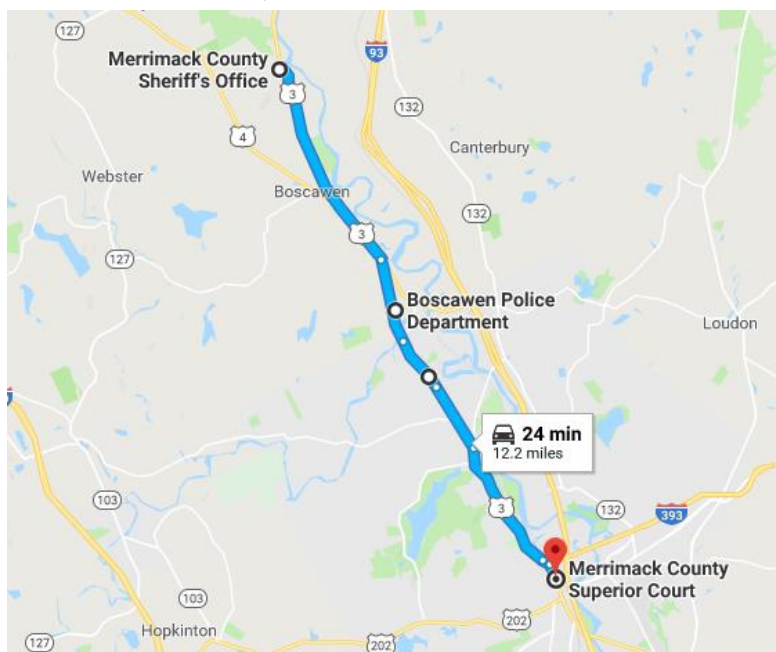 127
93
Merrimack County
Sheriff's Office
3
132
4
Canterbury
Webster
Boscawen
132
3
127
Boscawen Police
Department
Loudon
24 min
12.2 miles
103
3
132
393
Merrimack County
Superior Court
103
202
Hopkinton
127
202